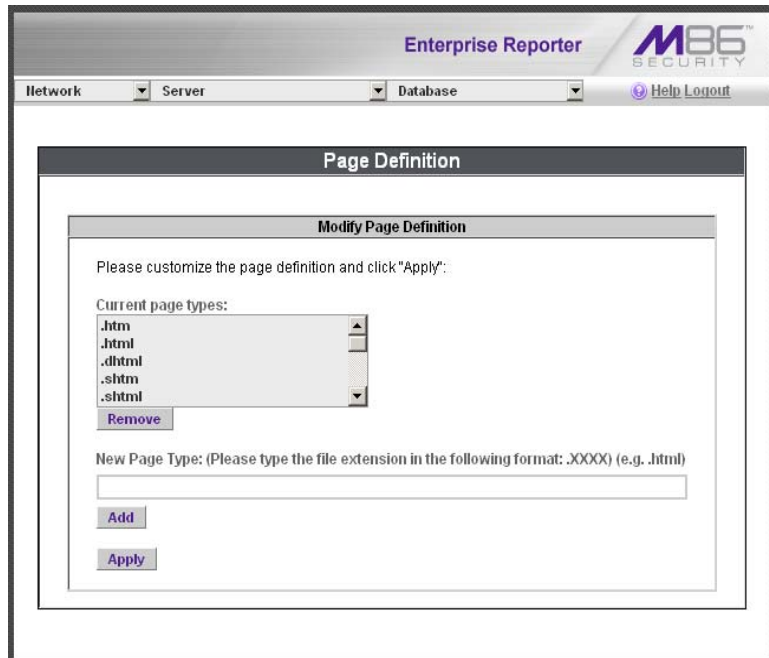 Enterprise Reporter
M86™
SECURITY
Network
Server
Database
Help Logout
Page Definition
Modify Page Definition
Please customize the page definition and click "Apply":
Current page types:
.htm
.html
.dhtml
.shtm
.shtml
Remove
New Page Type: (Please type the file extension in the following format: .XXXX) (e.g. .html)
Add
Apply